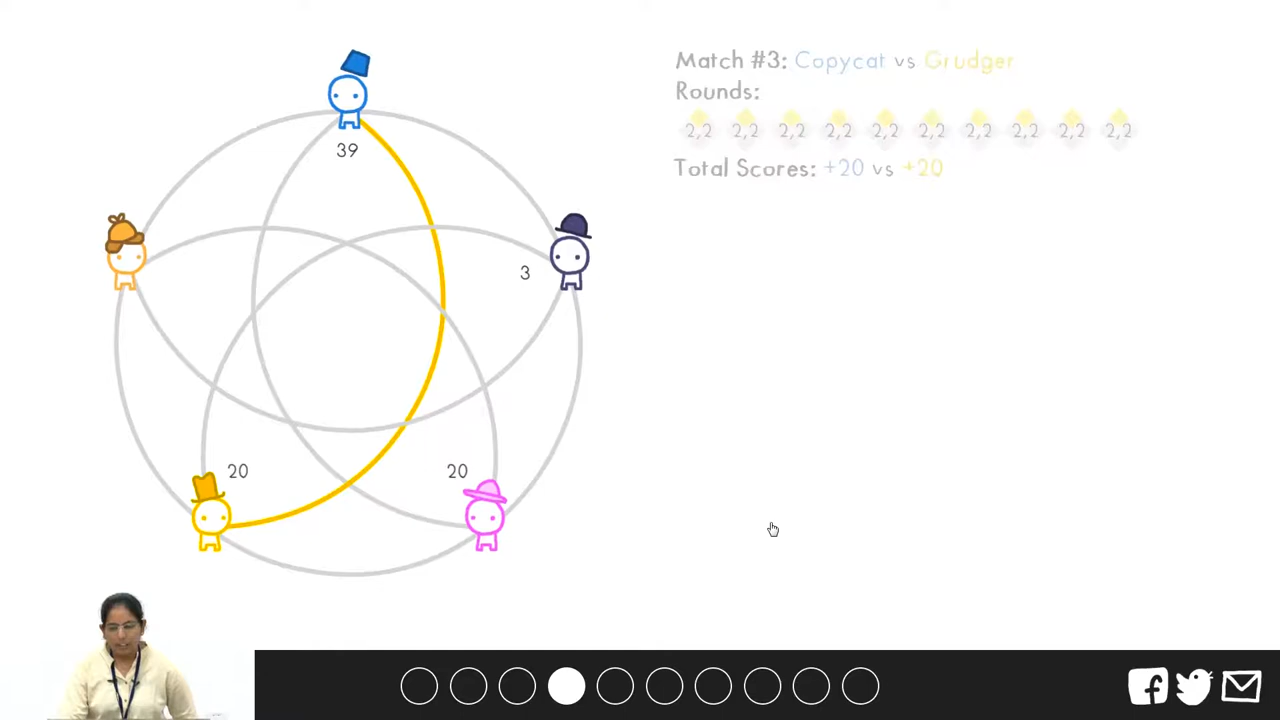 Match #3: Copycat vs Grudger
Rounds:
2,2 2,2 2,2 2,2 2,2 2,2 2,2 2,2 2,2 2,2
Total Scores: +20 vs +20
39
3
20
20